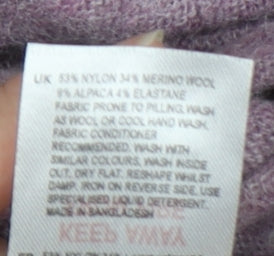 UK 53% NYLON 34% MERINO WOOL
9% ALPACA 4% ELASTANE
FABRIC PRONE TO PILLING, WASH
AS WOOL OR COOL HAND WASH,
FABRIC CONDITIONER
RECOMMENDED. WASH WITH
SIMILAR COLOURS, WASH INSIDE
OUT, DRY FLAT. RESHAPE WHILST
DAMP, IRON ON REVERSE SIDE. USE
SPECIALISED LIQUID DETERGENT.
MADE IN BANGLADESH
KEEP AWAY